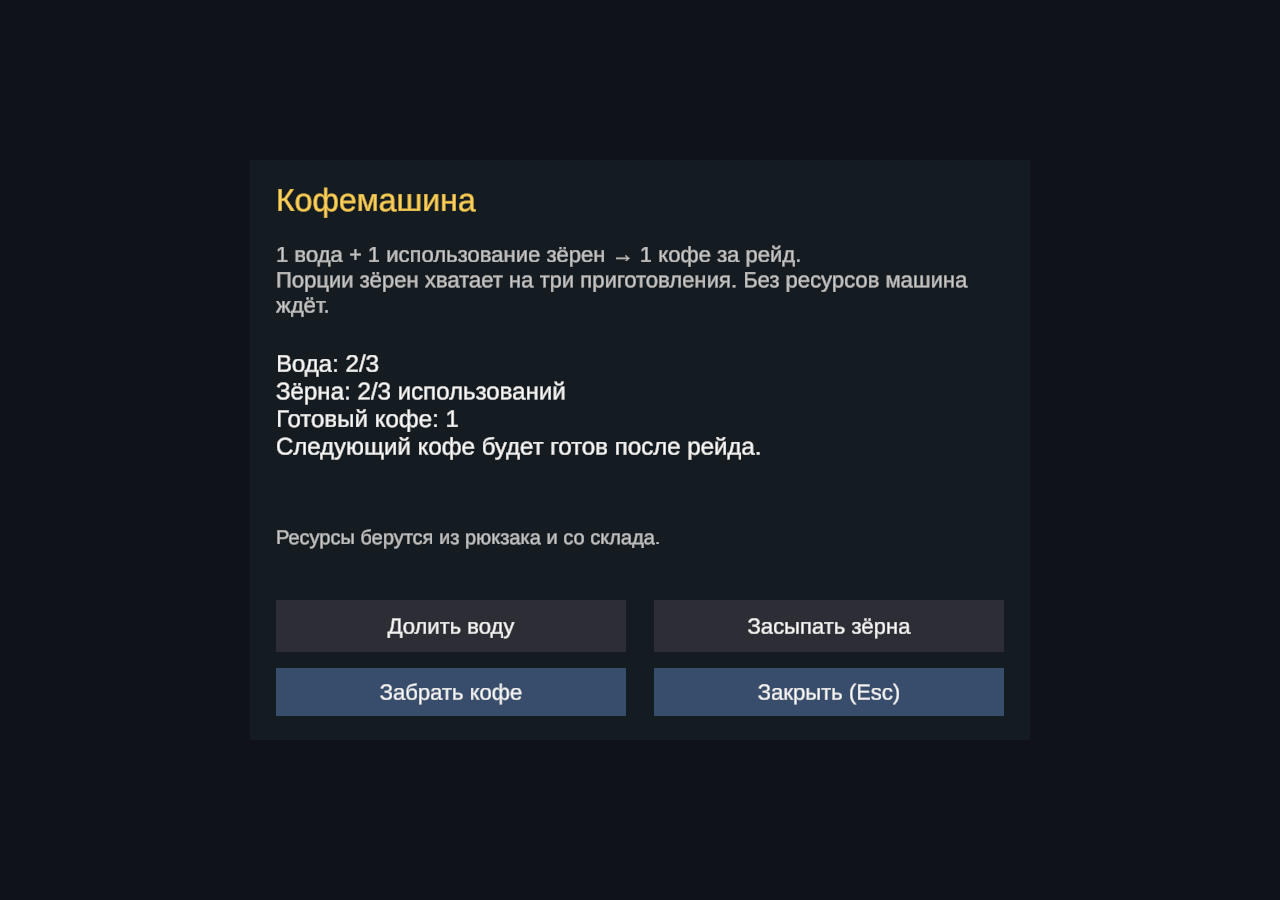 Кофемашина
1 вода + 1 использование зёрен → 1 кофе за рейд.
Порции зёрен хватает на три приготовления. Без ресурсов машина
ждёт.
Вода: 2/3
Зёрна: 2/3 использований
Готовый кофе: 1
Следующий кофе будет готов после рейда.
Ресурсы берутся из рюкзака и со склада.
Долить воду
Засыпать зёрна
Забрать кофе
Закрыть (Esc)